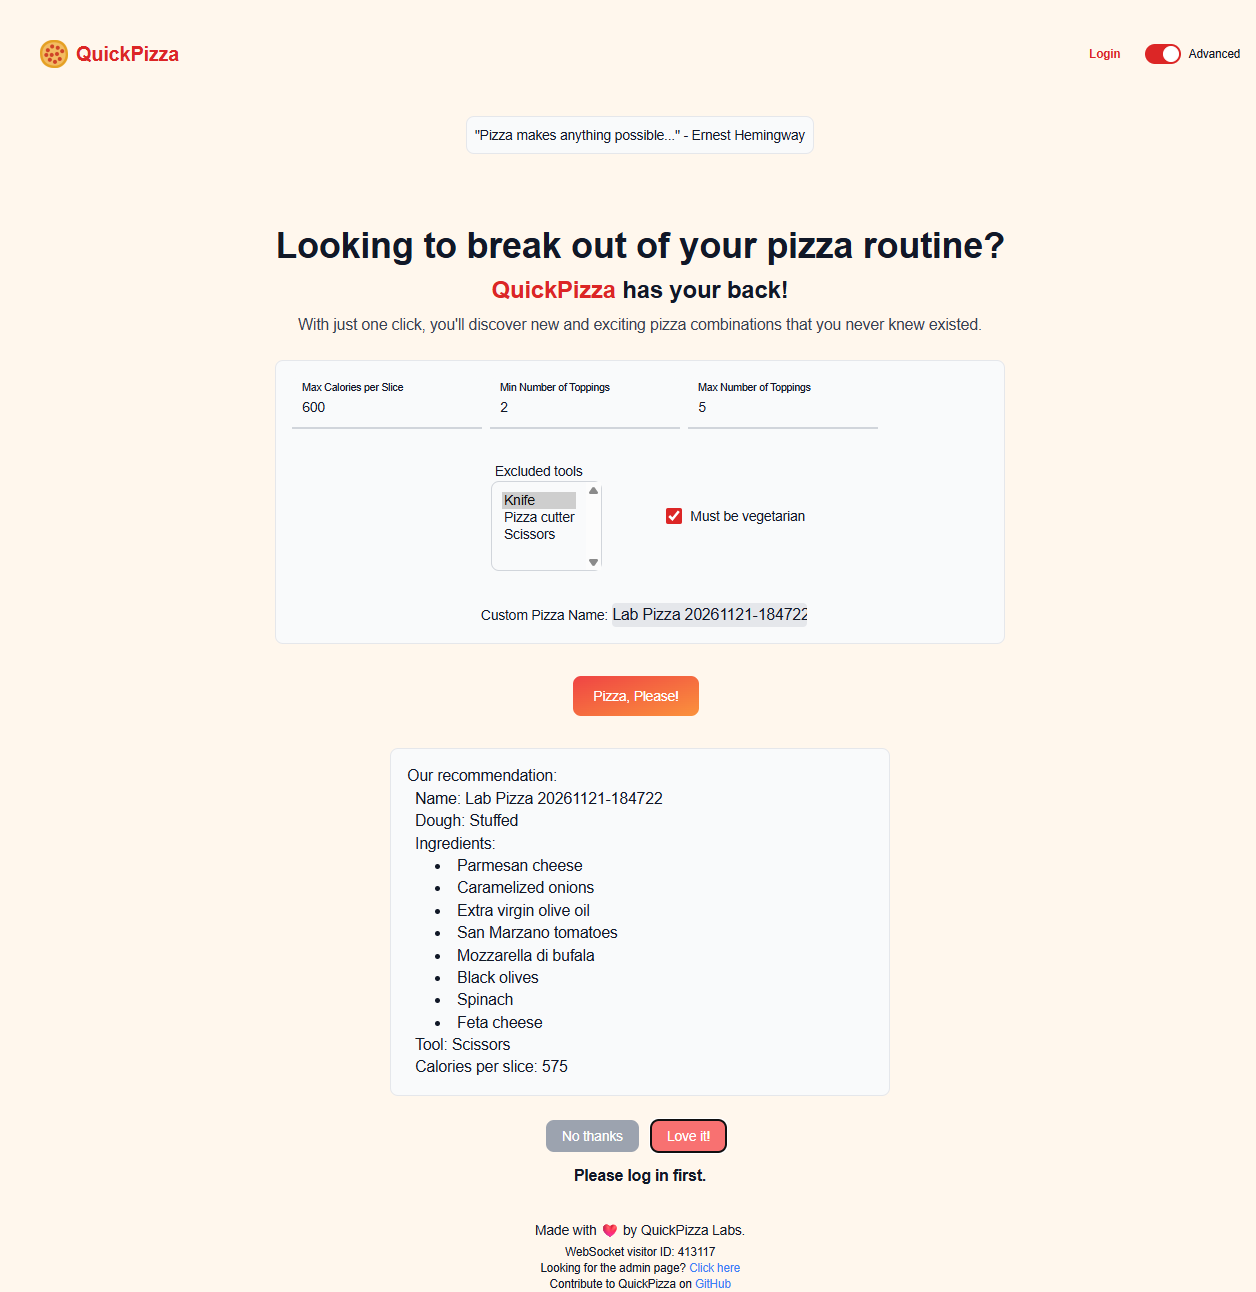 QuickPizza
Login
Advanced
"Pizza makes anything possible..." - Ernest Hemingway
Looking to break out of your pizza routine?
QuickPizza has your back!
With just one click, you'll discover new and exciting pizza combinations that you never knew existed.
Max Calories per Slice
600
Min Number of Toppings
2
Max Number of Toppings
5
Excluded tools
Knife
Pizza cutter
Scissors
Must be vegetarian
Custom Pizza Name: Lab Pizza 20261121-184722
Pizza, Please!
Our recommendation:
Name: Lab Pizza 20261121-184722
Dough: Stuffed
Ingredients:
Parmesan cheese
Caramelized onions
Extra virgin olive oil
San Marzano tomatoes
Mozzarella di bufala
Black olives
Spinach
Feta cheese
Tool: Scissors
Calories per slice: 575
No thanks
Love it!
Please log in first.
Made with ❤️ by QuickPizza Labs.
WebSocket visitor ID: 413117
Looking for the admin page? Click here
Contribute to QuickPizza on GitHub